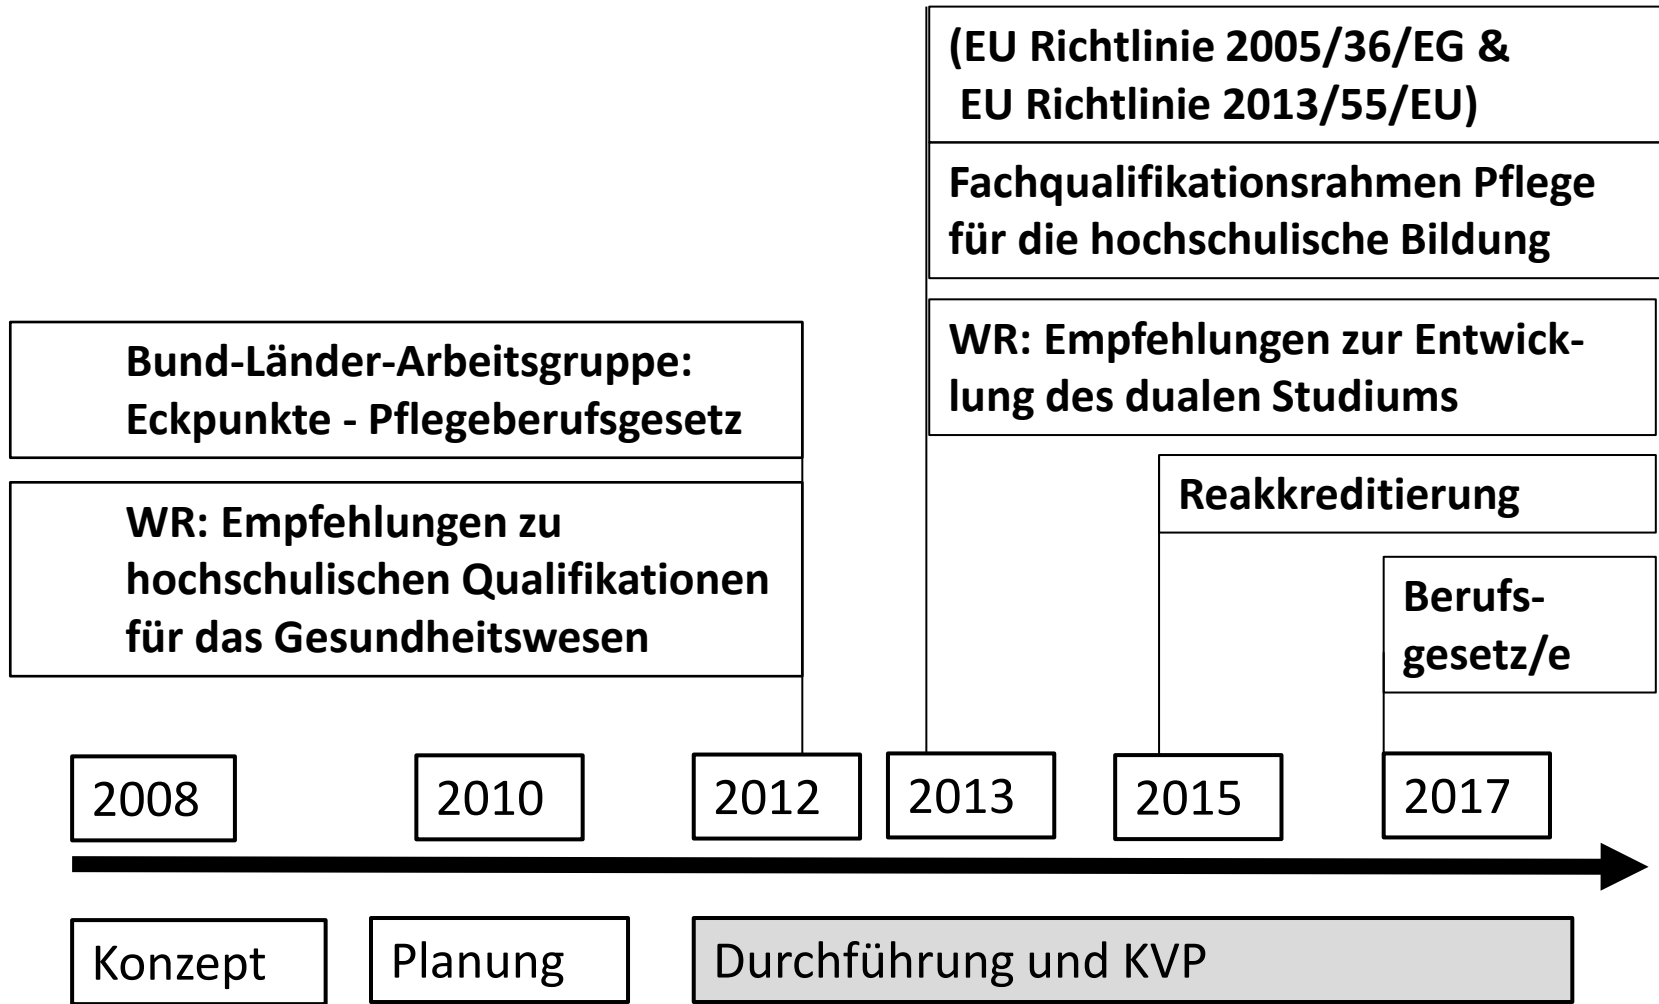 (EU Richtlinie 2005/36/EG &
EU Richtlinie 2013/55/EU)
Fachqualifikationsrahmen Pflege
für die hochschulische Bildung
Bund-Länder-Arbeitsgruppe:
Eckpunkte - Pflegeberufsgesetz
WR: Empfehlungen zur Entwick-
lung des dualen Studiums
WR: Empfehlungen zu
hochschulischen Qualifikationen
für das Gesundheitswesen
Reakkreditierung
Berufs-
gesetz/e
2008
2010
2012
2013
2015
2017
Konzept
Planung
Durchführung und KVP